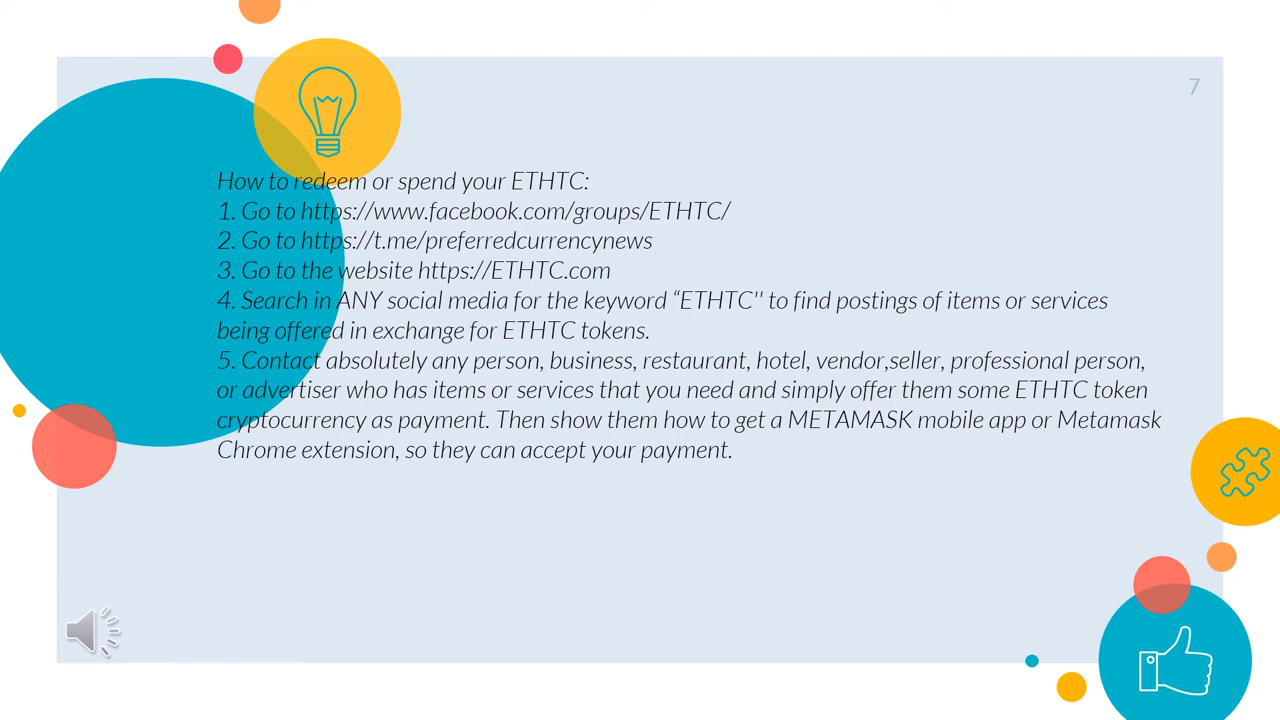 7
How to redeem or spend your ETHTC:
1. Go to https://www.facebook.com/groups/ETHTC/
2. Go to https://t.me/preferredcurrencynews
3. Go to the website https://ETHTC.com
4. Search in ANY social media for the keyword “ETHTC'' to find postings of items or services
being offered in exchange for ETHTC tokens.
5. Contact absolutely any person, business, restaurant, hotel, vendor,seller, professional person,
or advertiser who has items or services that you need and simply offer them some ETHTC token
cryptocurrency as payment. Then show them how to get a METAMASK mobile app or Metamask
Chrome extension, so they can accept your payment.